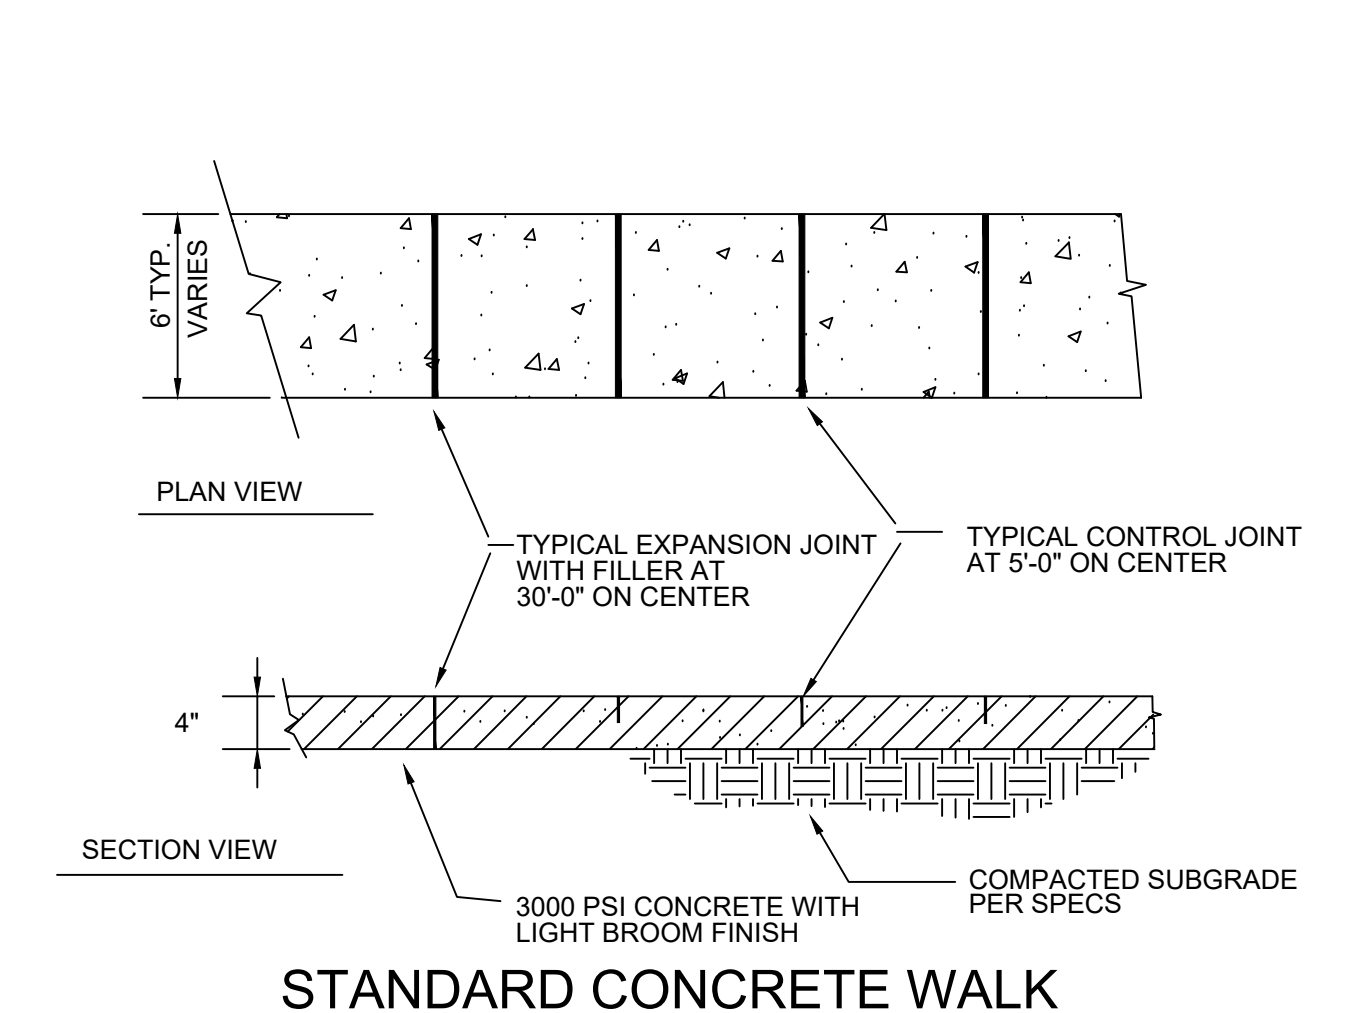 6' TYP.
VARIES
PLAN VIEW
TYPICAL EXPANSION JOINT
WITH FILLER AT
30'-0" ON CENTER
TYPICAL CONTROL JOINT
AT 5'-0" ON CENTER
4"
SECTION VIEW
3000 PSI CONCRETE WITH
LIGHT BROOM FINISH
COMPACTED SUBGRADE
PER SPECS
STANDARD CONCRETE WALK